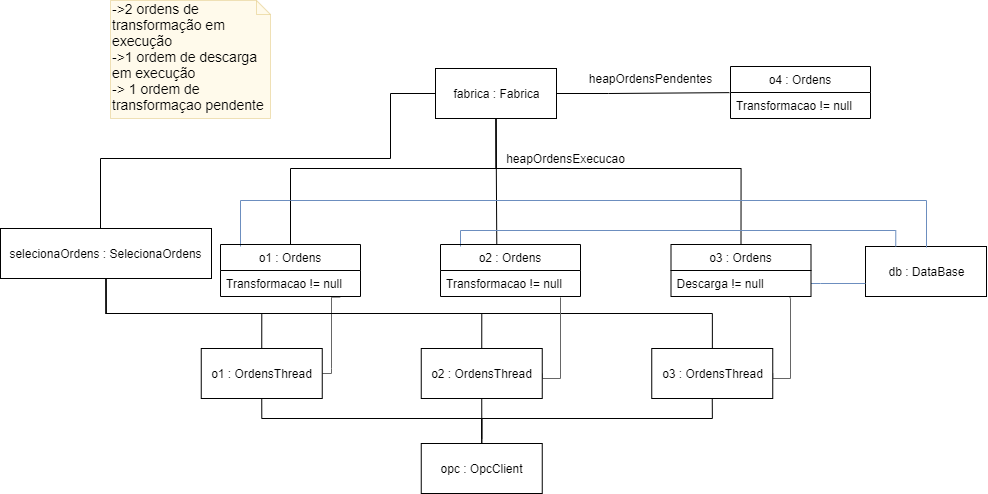 ->2 ordens de
transformação em
execução
->1 ordem de descarga
em execução
-> 1 ordem de
transformaçao pendente
fabrica : Fabrica
heapOrdensPendentes
o4 : Ordens
Transformacao != null
heapOrdensExecucao
selecionaOrdens : SelecionaOrdens
o1 : Ordens
Transformacao != null
o2 : Ordens
Transformacao != null
o3 : Ordens
Descarga != null
db : DataBase
o1 : OrdensThread
o2 : OrdensThread
o3 : OrdensThread
opc : OpcClient